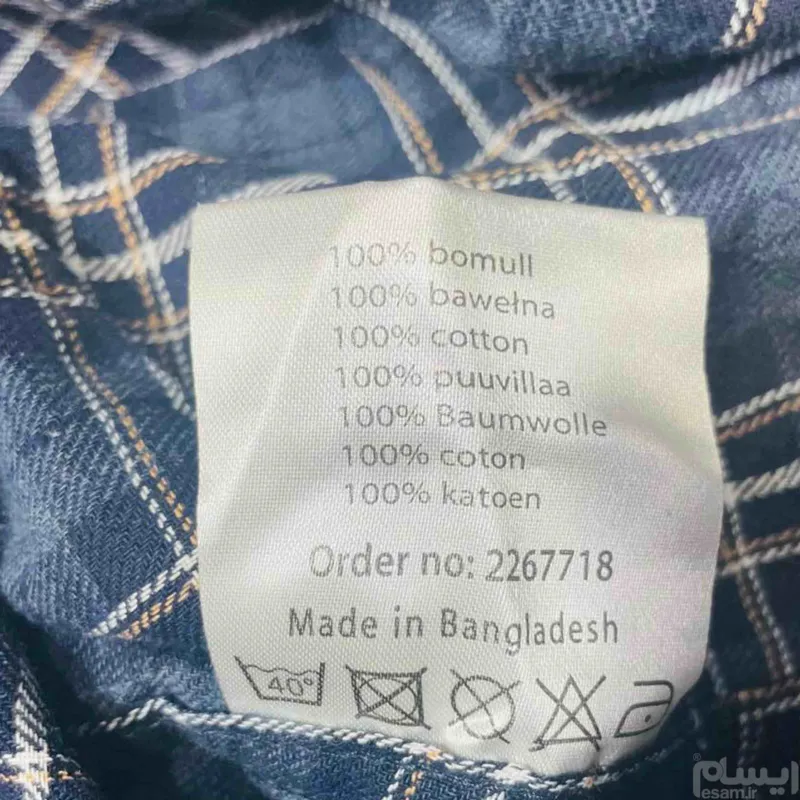 100% bomull
100% bawełna
100% cotton
100% puuvillaa
100% Baumwolle
100% coton
100% katoen
Order no: 2267718
Made in Bangladesh
40°
ایسام
esam.ir